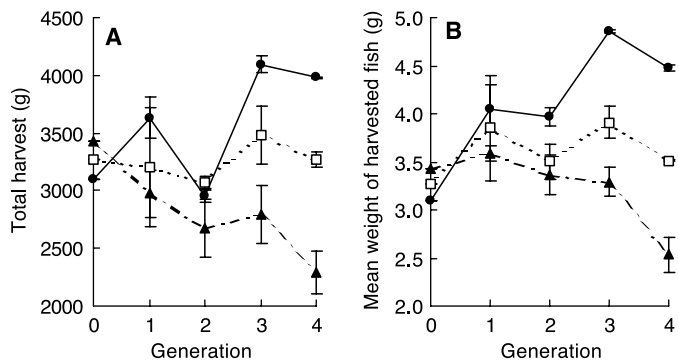 A
Total harvest (g)
4500
4000
3500
3000
2500
2000
0 1 2 3 4
Generation
B
Mean weight of harvested fish (g)
5.0
4.5
4.0
3.5
3.0
2.5
2.0
0 1 2 3 4
Generation